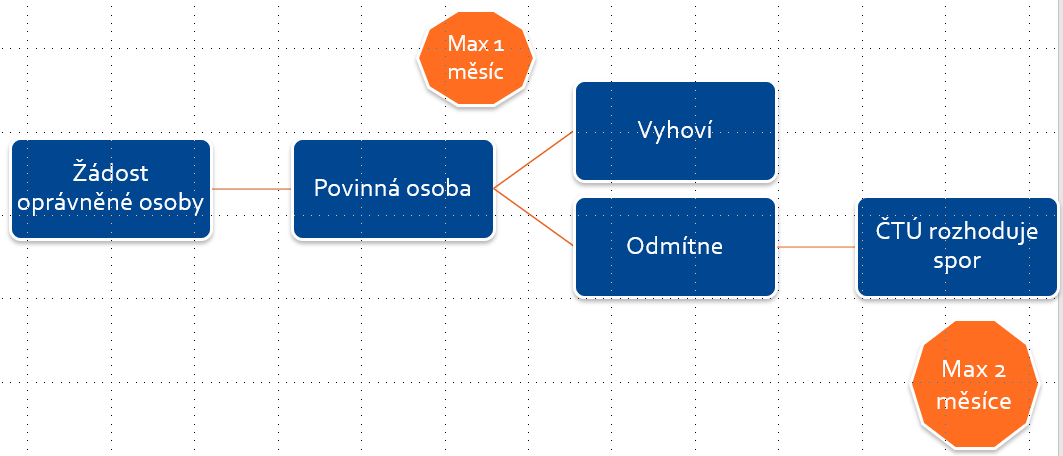 Max 1
měsíc
Vyhoví
Žádost
oprávněné osoby
Povinná osoba
Odmítne
ČTÚ rozhoduje
spor
Max 2
měsíce